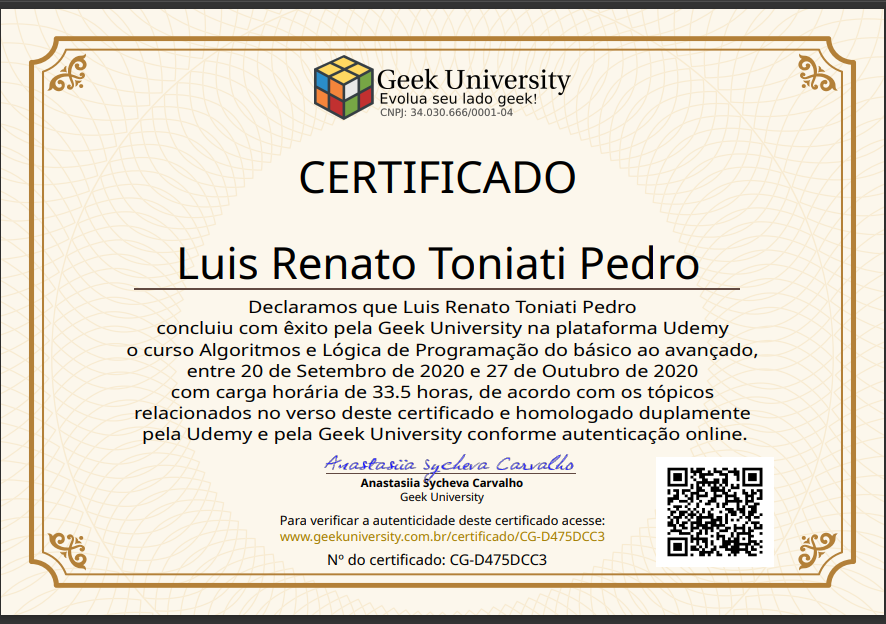 Geek University
Evolua seu lado geek!
CNPJ: 34.030.666/0001-04
CERTIFICADO
Luis Renato Toniati Pedro
Declaramos que Luis Renato Toniati Pedro
concluiu com êxito pela Geek University na plataforma Udemy
o curso Algoritmos e Lógica de Programação do básico ao avançado,
entre 20 de Setembro de 2020 e 27 de Outubro de 2020
com carga horária de 33.5 horas, de acordo com os tópicos
relacionados no verso deste certificado e homologado duplamente
pela Udemy e pela Geek University conforme autenticação online.
Anastasiia Sycheva Carvalho
Anastasiia Sycheva Carvalho
Geek University
Para verificar a autenticidade deste certificado acesse:
www.geekuniversity.com.br/certificado/CG-D475DCC3
Nº do certificado: CG-D475DCC3